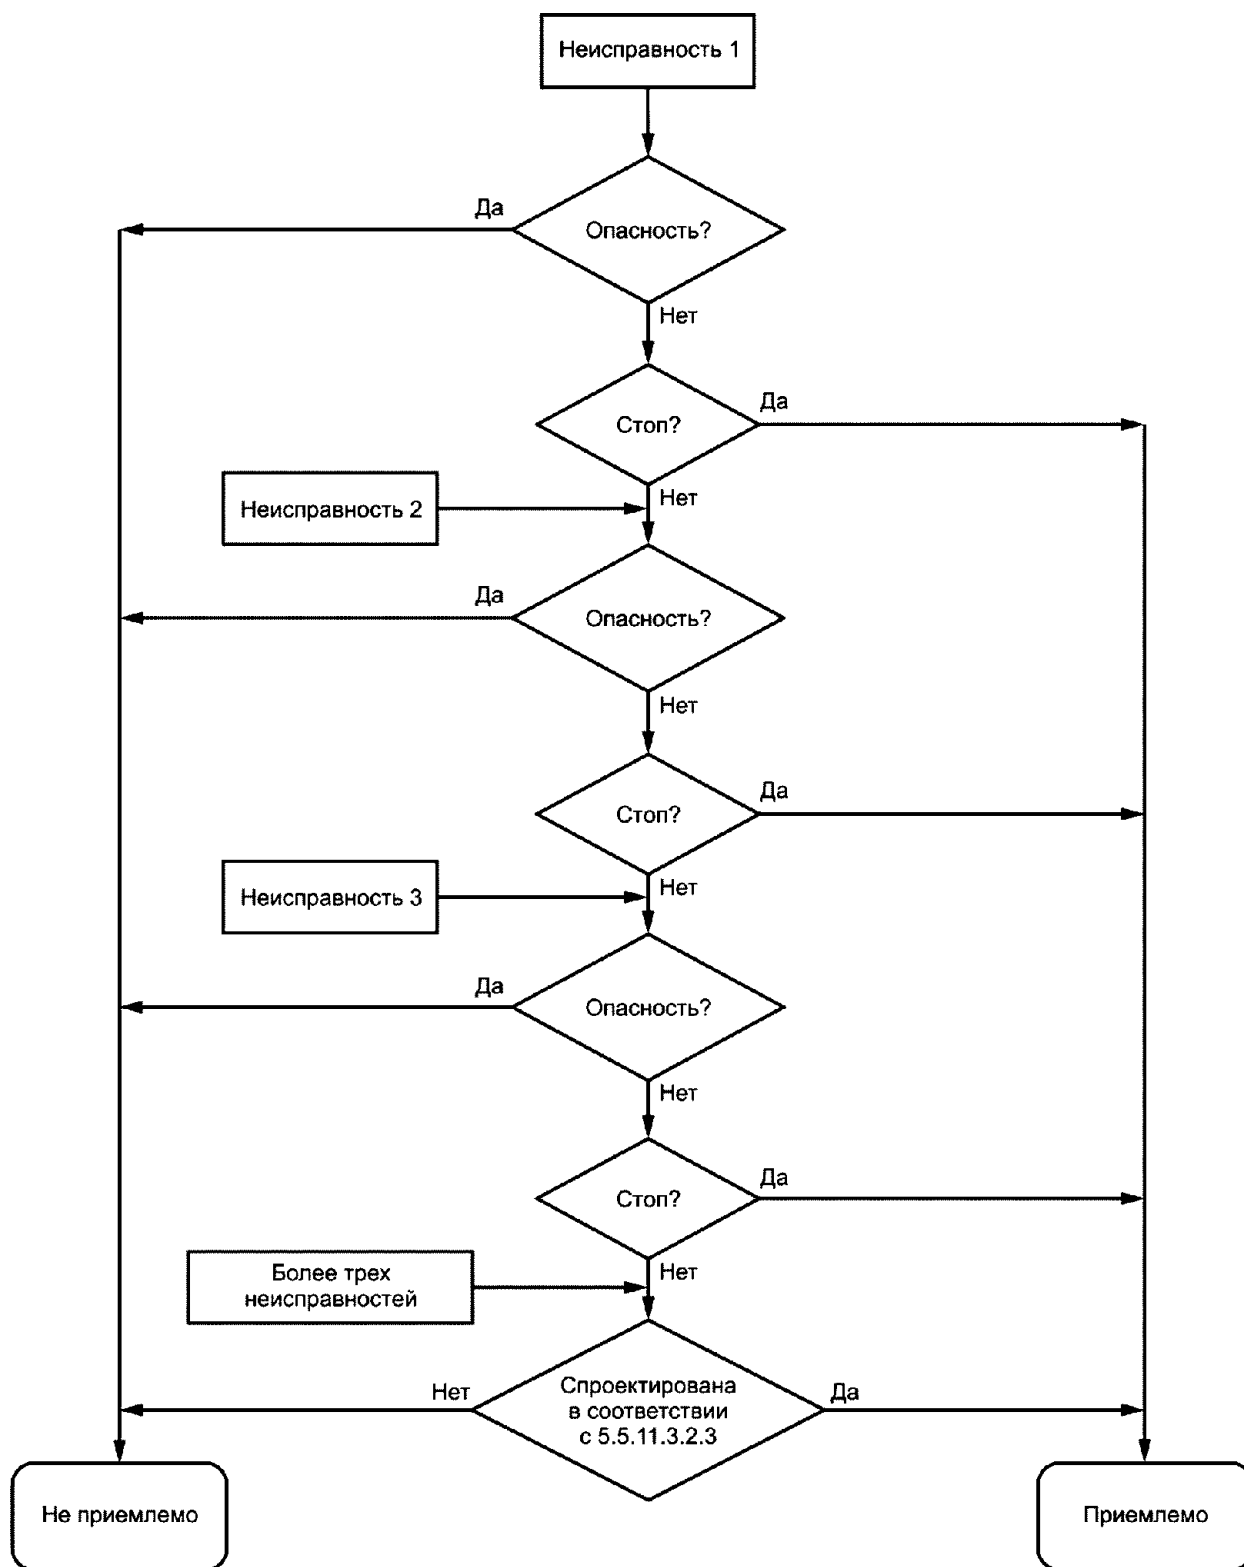 Неисправность 1
Да
Опасность?
Нет
Да
Стоп?
Нет
Неисправность 2
Да
Опасность?
Нет
Да
Стоп?
Нет
Неисправность 3
Да
Опасность?
Нет
Да
Стоп?
Нет
Более трех
неисправностей
Нет
Спроектирована
в соответствии
с 5.5.11.3.2.3
Да
Не приемлемо
Приемлемо